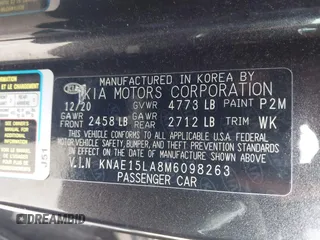 MANUFACTURED IN KOREA BY
KIA MOTORS CORPORATION
12/20 GVWR 4773 LB PAINT P2M
GAWR FRONT 2458 LB GAWR REAR 2712 LB TRIM WK
THIS VEHICLE CONFORMS TO ALL APPLICABLE U.S.A FEDERAL
MOTOR-VEHICLE SAFETY, BUMPER, AND THEFT PREVENTION
STANDARDS IN EFFECT ON THE DATE OF MANUFACTURE SHOWN ABOVE.
V.I.N KNAE15LA8M6098263
PASSENGER CAR
J51
DREAMBID